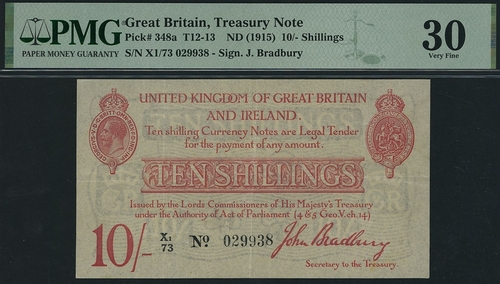 PMG
PAPER MONEY GUARANTY
Great Britain, Treasury Note
Pick# 348a T12-13 ND (1915) 10/- Shillings
S/N X1/73 029938 - Sign. J. Bradbury
30
Very Fine
UNITED KINGDOM OF GREAT BRITAIN
AND IRELAND.
Ten shilling Currency Notes are Legal Tender
for the payment of any amount.
TEN SHILLINGS
Issued by the Lords Commissioners of His Majesty's Treasury
under the Authority of Act of Parliament (4 & 5 Geo.V. ch.14)
10/- X1/73 No 029938 John Bradbury
Secretary to the Treasury.